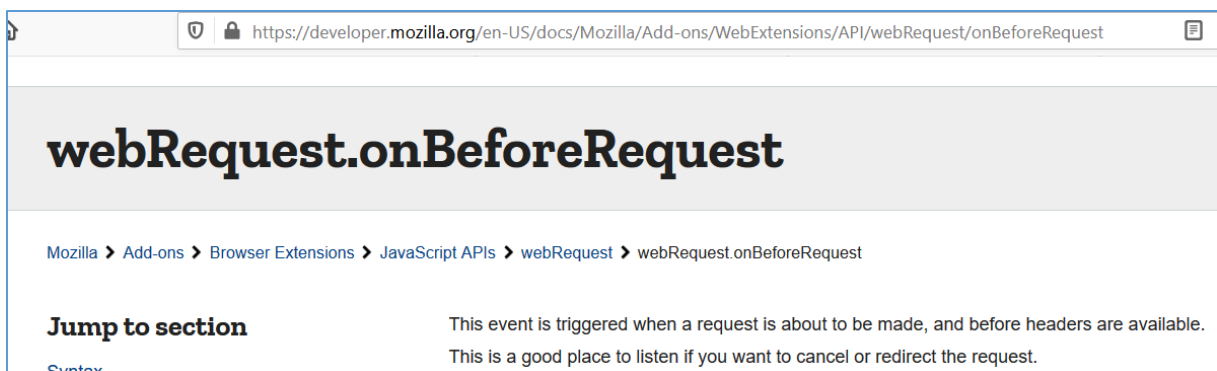 https://developer.mozilla.org/en-US/docs/Mozilla/Add-ons/WebExtensions/API/webRequest/onBeforeRequest
webRequest.onBeforeRequest
Mozilla > Add-ons > Browser Extensions > JavaScript APIs > webRequest > webRequest.onBeforeRequest
Jump to section
Syntax
This event is triggered when a request is about to be made, and before headers are available.
This is a good place to listen if you want to cancel or redirect the request.